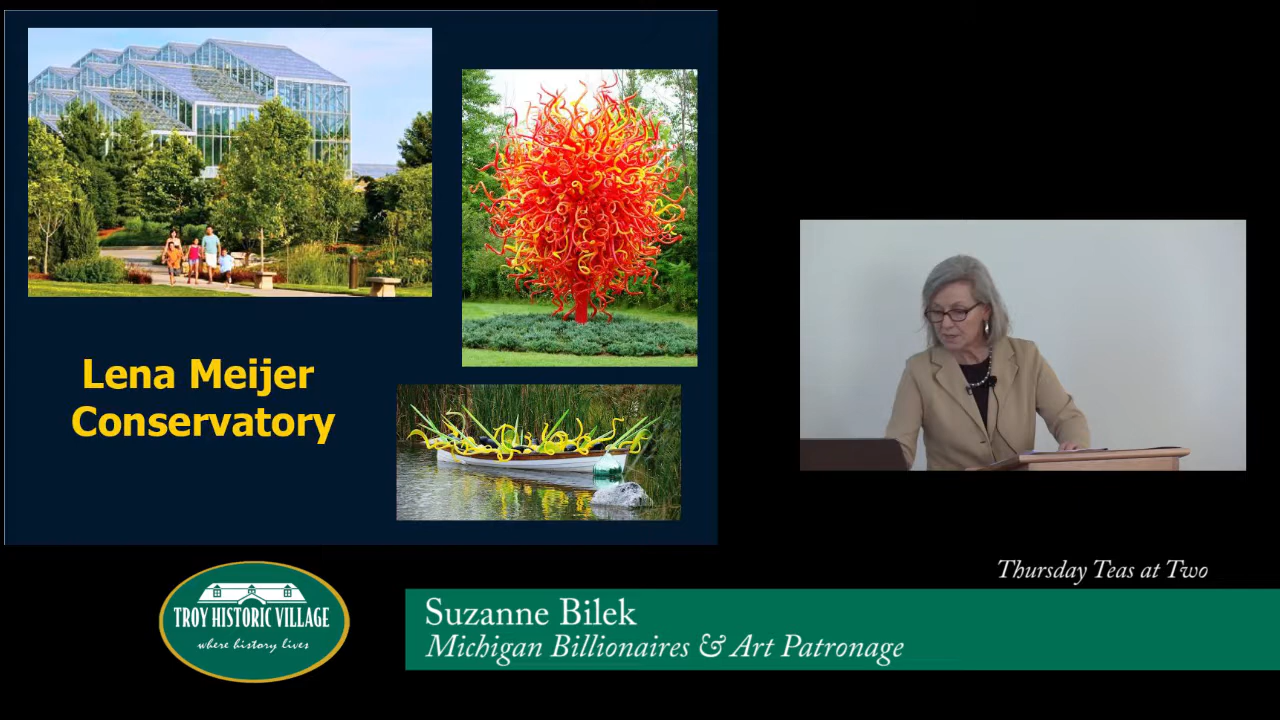 Lena Meijer
Conservatory
Thursday Teas at Two
TROY HISTORIC VILLAGE
where history lives
Suzanne Bilek
Michigan Billionaires & Art Patronage